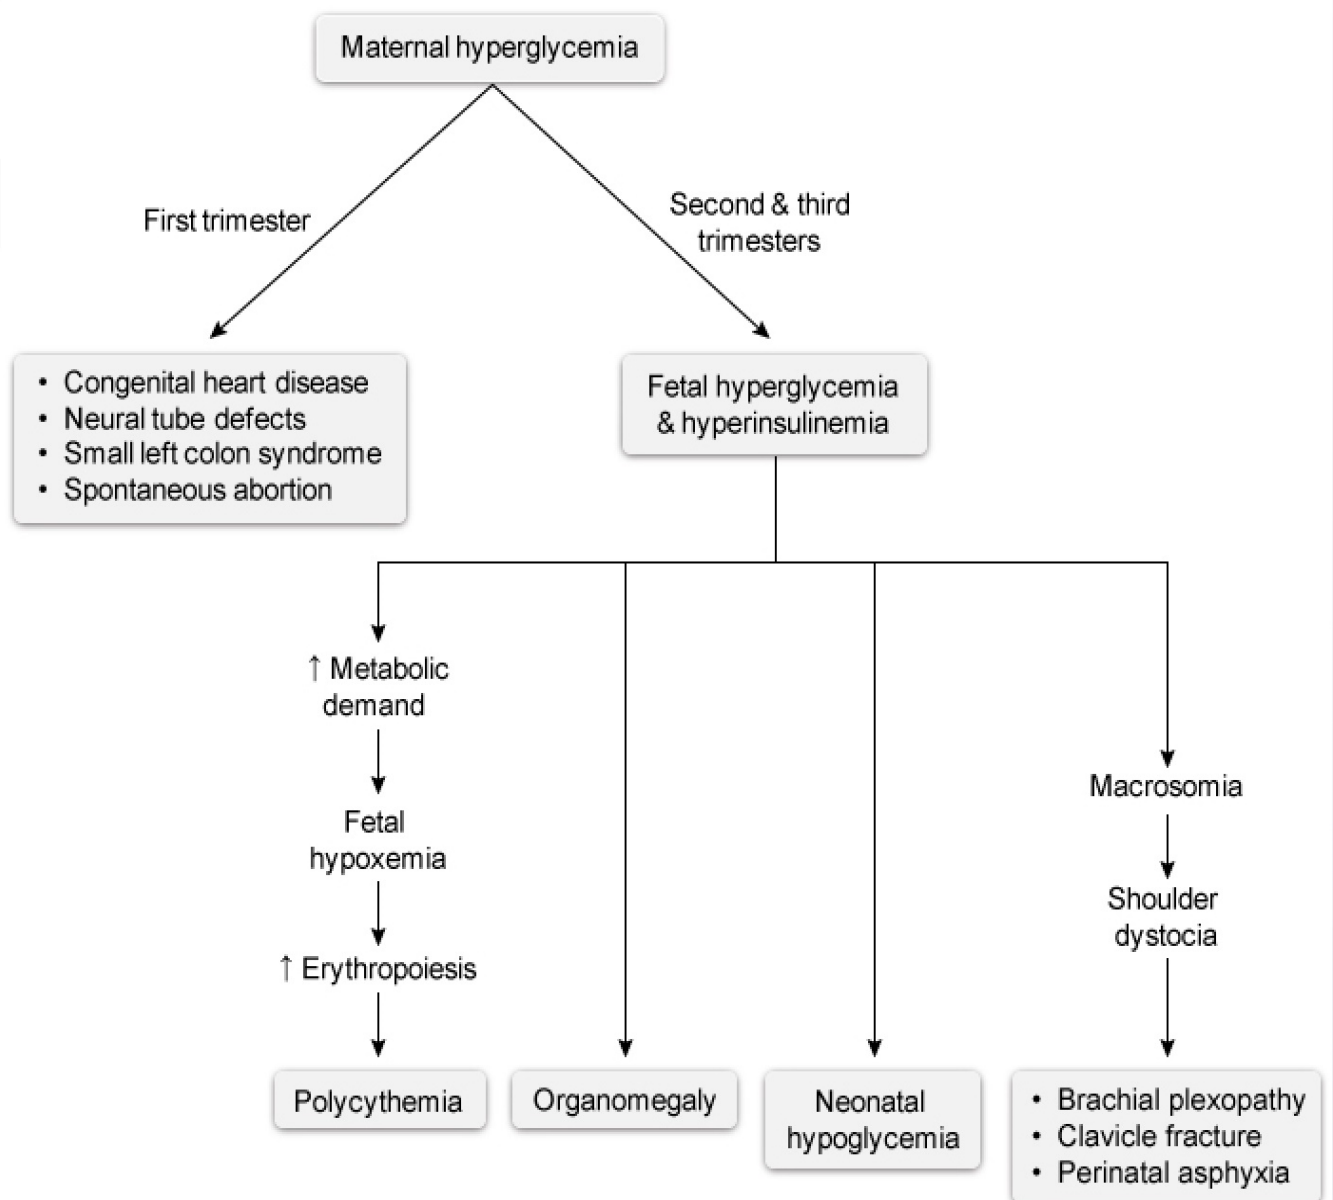 Maternal hyperglycemia
First trimester
Second & third
trimesters
• Congenital heart disease
• Neural tube defects
• Small left colon syndrome
• Spontaneous abortion
Fetal hyperglycemia
& hyperinsulinemia
↑ Metabolic
demand
Fetal
hypoxemia
↑ Erythropoiesis
Polycythemia
Organomegaly
Neonatal
hypoglycemia
Macrosomia
Shoulder
dystocia
• Brachial plexopathy
• Clavicle fracture
• Perinatal asphyxia